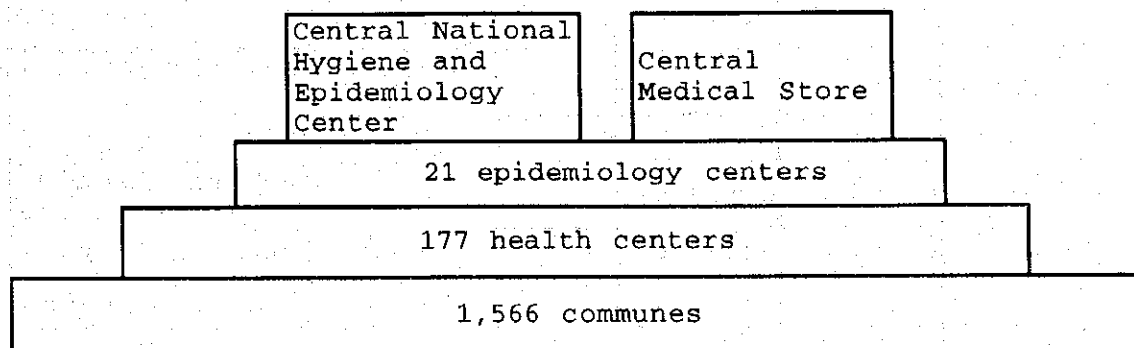 Central National
Hygiene and
Epidemiology
Center
Central
Medical Store
21 epidemiology centers
177 health centers
1,566 communes